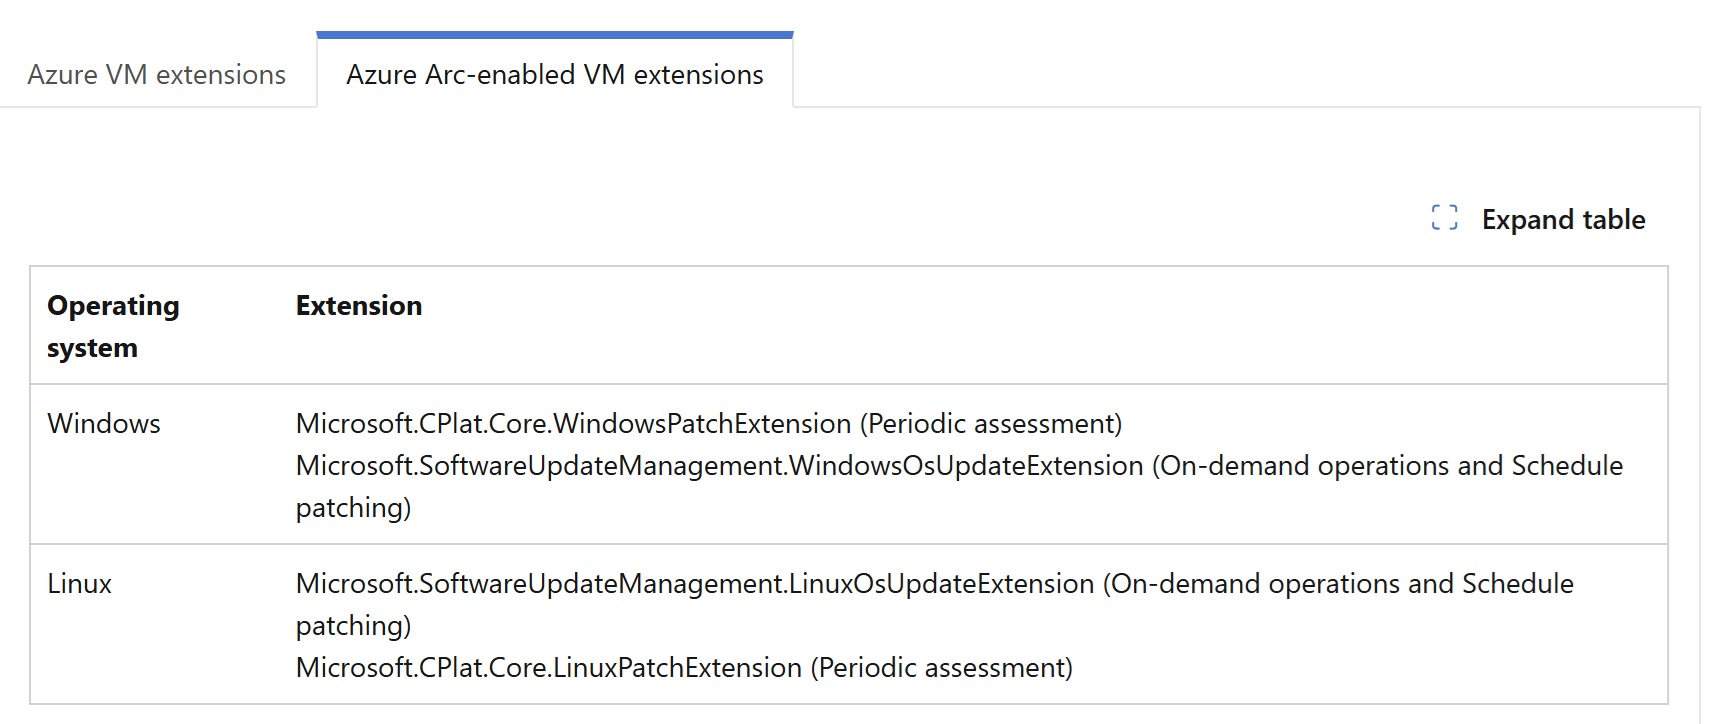 Azure VM extensions
Azure Arc-enabled VM extensions
Expand table
Operating
system
Extension
Windows
Microsoft.CPlat.Core.WindowsPatchExtension (Periodic assessment)
Microsoft.SoftwareUpdateManagement.WindowsOsUpdateExtension (On-demand operations and Schedule
patching)
Linux
Microsoft.SoftwareUpdateManagement.LinuxOsUpdateExtension (On-demand operations and Schedule
patching)
Microsoft.CPlat.Core.LinuxPatchExtension (Periodic assessment)